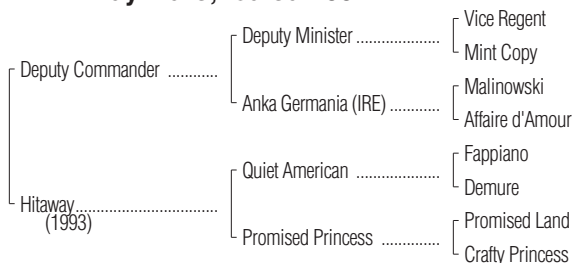 Vice Regent
Deputy Minister ....................
Mint Copy
Deputy Commander ............
Malinowski
Anka Germania (IRE) ............
Affaire d'Amour
Fappiano
Quiet American ....................
Demure
Hitaway..................................
(1993)
Promised Land
Promised Princess ..............
Crafty Princess